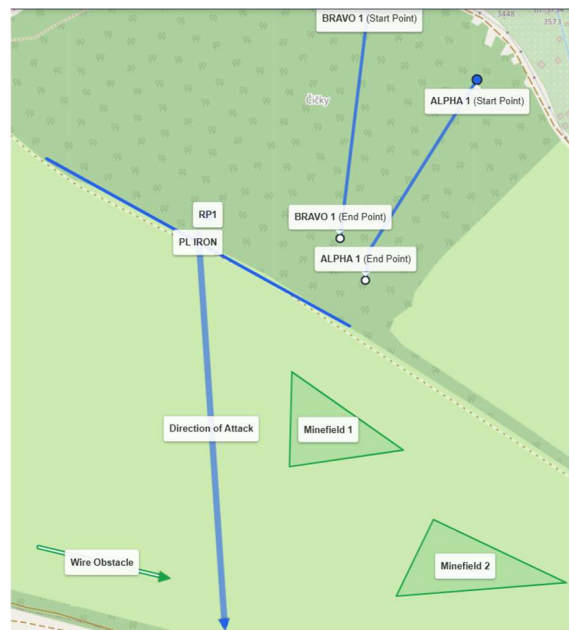 BRAVO 1 (Start Point)
3448
3573
Čičky
ALPHA 1 (Start Point)
RP1
BRAVO 1 (End Point)
PL IRON
ALPHA 1 (End Point)
Direction of Attack
Minefield 1
Wire Obstacle
Minefield 2